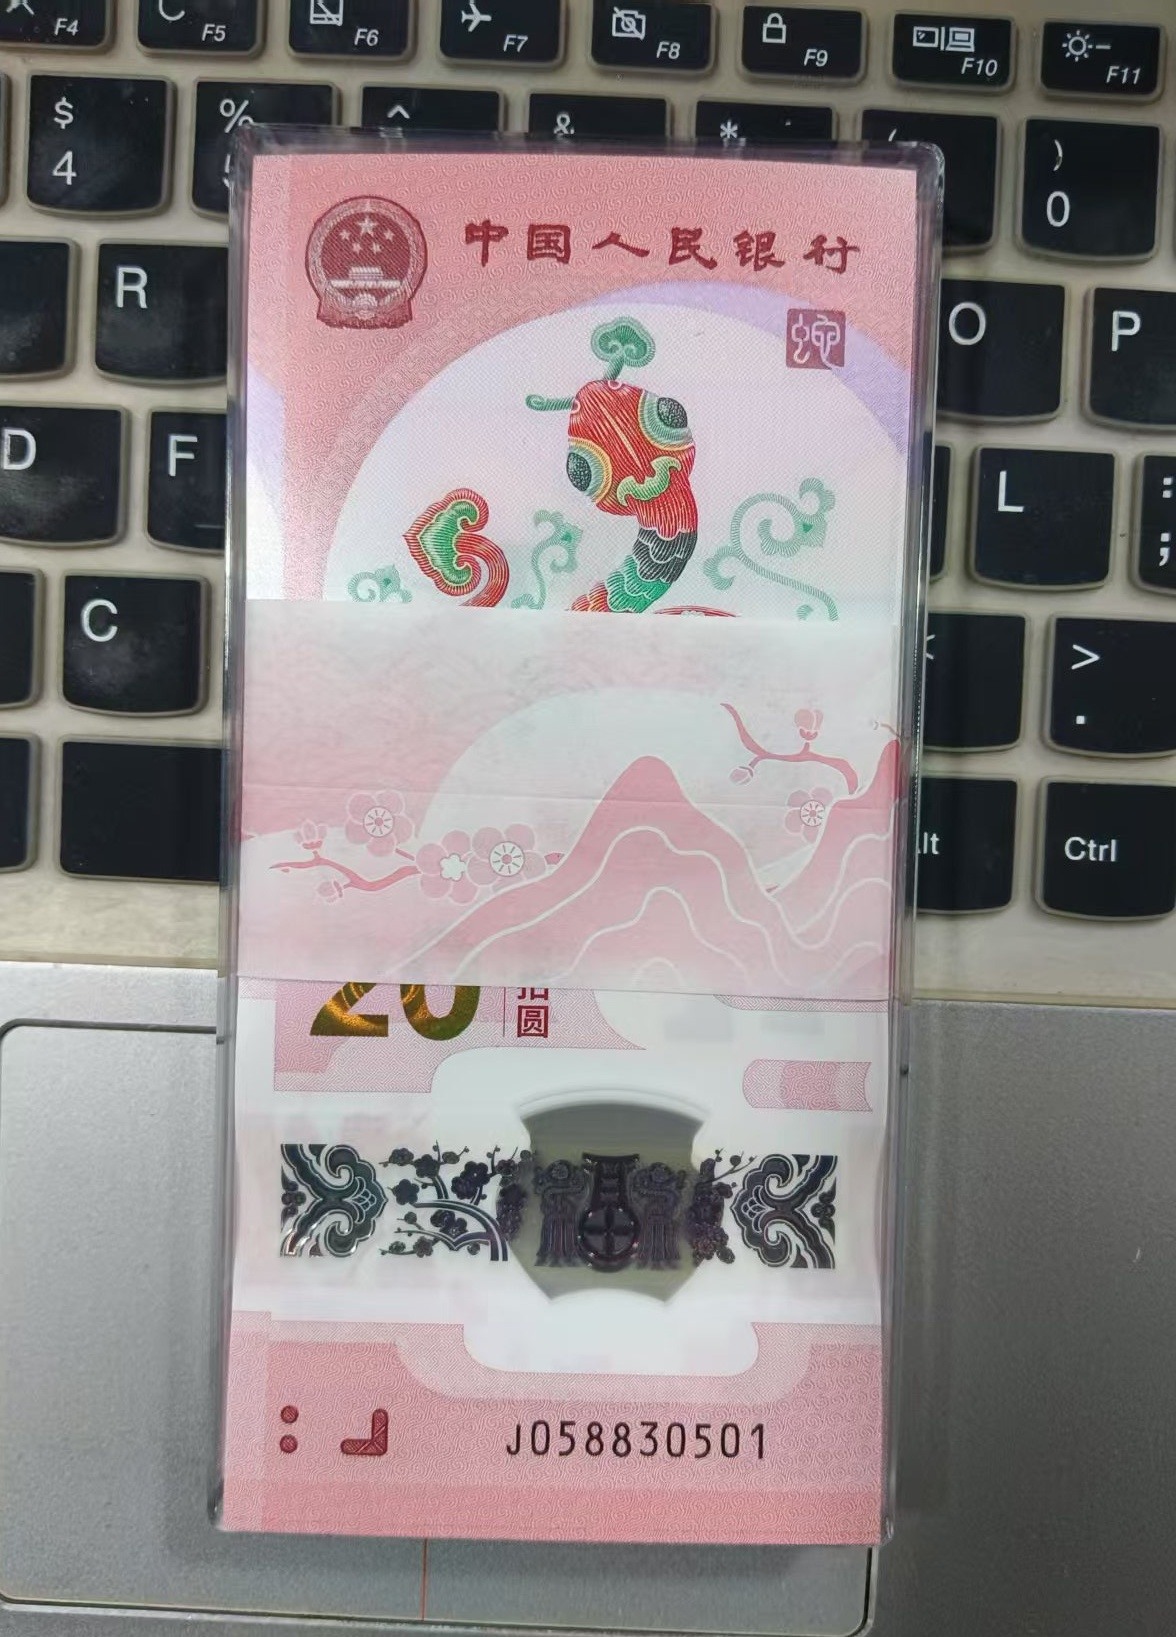 F4 F5 F6 F7 F8 F9 F10 F11
$ % ^ & * ( )
4 0
R O P
D F L : ;
C < > .
lt Ctrl
中国人民银行
蛇
20
拾圆
J058830501